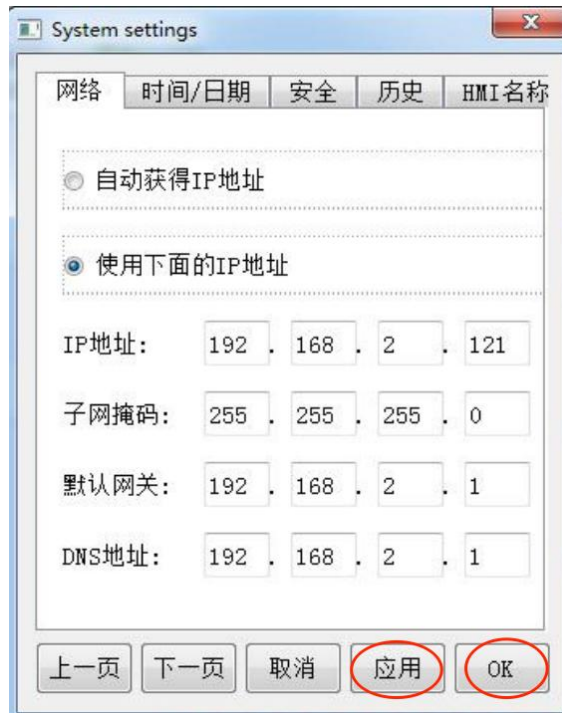 System settings
网络 时间/日期 安全 历史 HMI名称
自动获得IP地址
使用下面的IP地址
IP地址: 192 . 168 . 2 . 121
子网掩码: 255 . 255 . 255 . 0
默认网关: 192 . 168 . 2 . 1
DNS地址: 192 . 168 . 2 . 1
上一页 下一页 取消 应用 OK